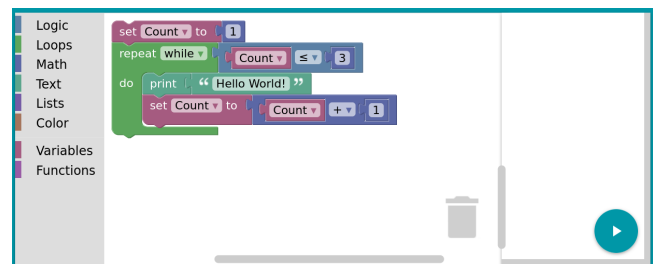 Logic
Loops
Math
Text
Lists
Color
Variables
Functions
set Count ▾ to 1
repeat while ▾ Count ▾ ≤ ▾ 3
do print “ Hello World! ”
set Count ▾ to Count ▾ + ▾ 1